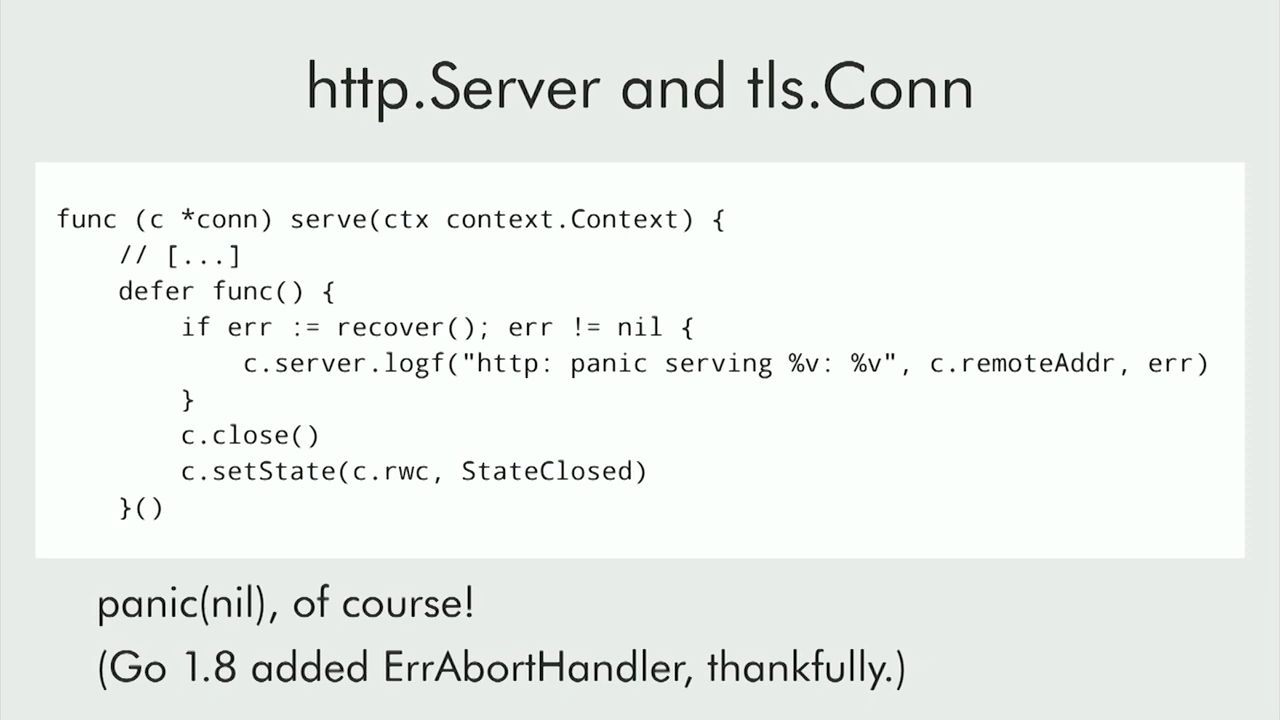 http.Server and tls.Conn
func (c *conn) serve(ctx context.Context) {
    // [...]
    defer func() {
        if err := recover(); err != nil {
            c.server.logf("http: panic serving %v: %v", c.remoteAddr, err)
        }
        c.close()
        c.setState(c.rwc, StateClosed)
    }()
panic(nil), of course!
(Go 1.8 added ErrAbortHandler, thankfully.)